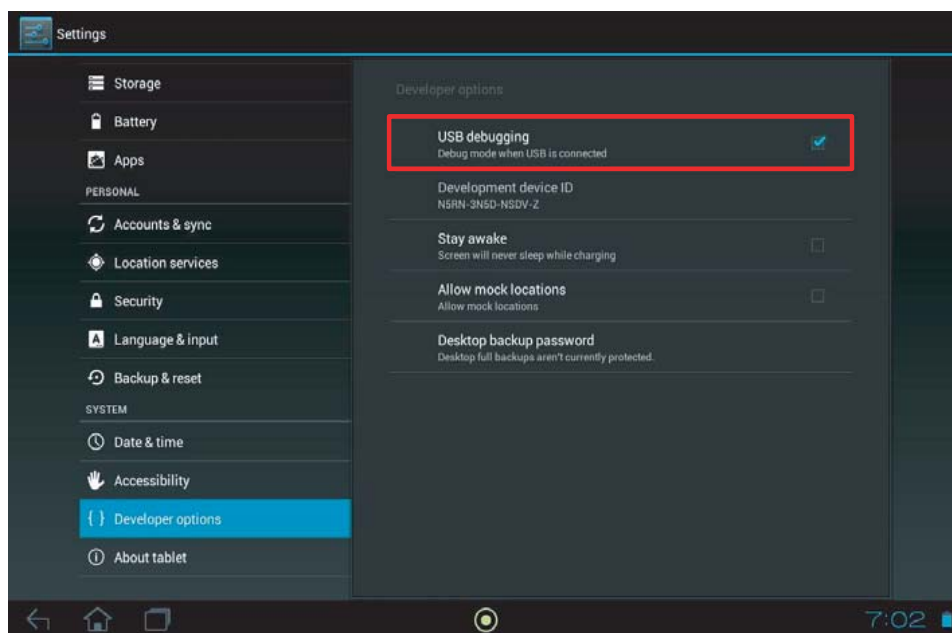 Settings
Storage
Battery
Apps
PERSONAL
Accounts & sync
Location services
Security
Language & input
Backup & reset
SYSTEM
Date & time
Accessibility
{ } Developer options
About tablet
Developer options
USB debugging
Debug mode when USB is connected
Development device ID
N5RN-3N5D-NSDV-Z
Stay awake
Screen will never sleep while charging
Allow mock locations
Allow mock locations
Desktop backup password
Desktop full backups aren't currently protected.
7:02